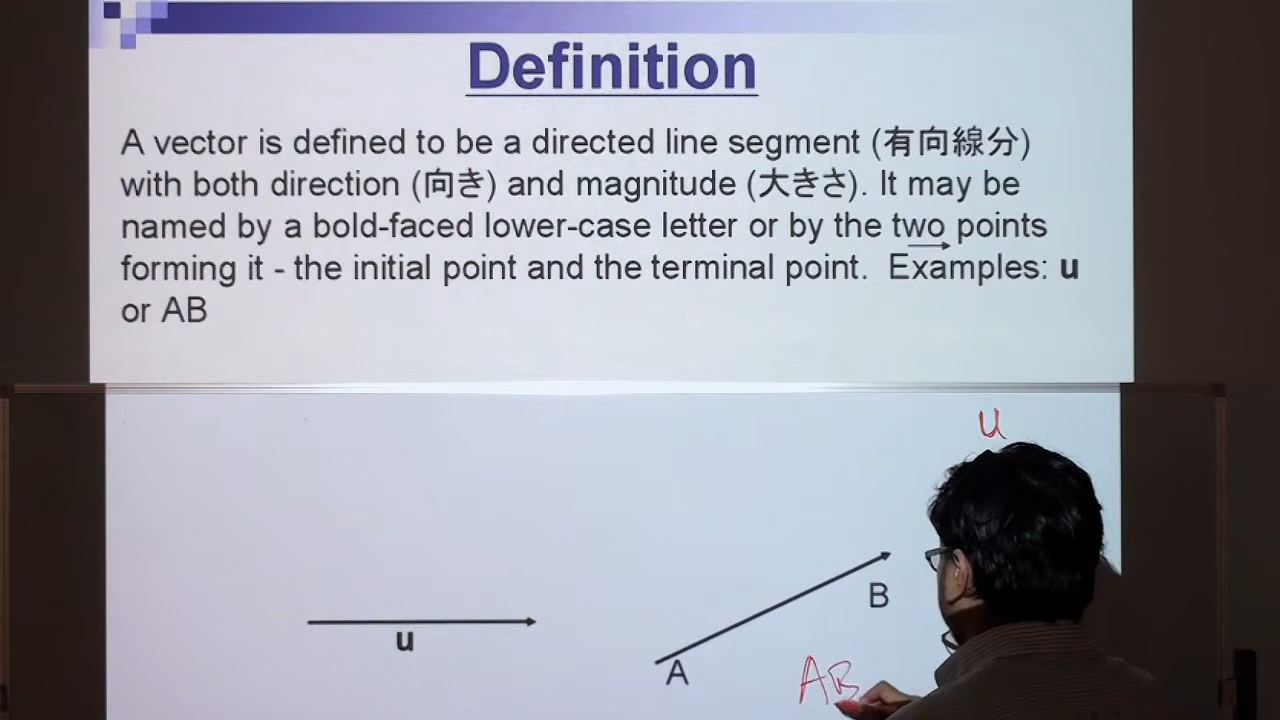 Definition
A vector is defined to be a directed line segment (有向線分)
with both direction (向き) and magnitude (大きさ). It may be
named by a bold-faced lower-case letter or by the two points
forming it - the initial point and the terminal point. Examples: u
or AB
u
B
u
A
AB